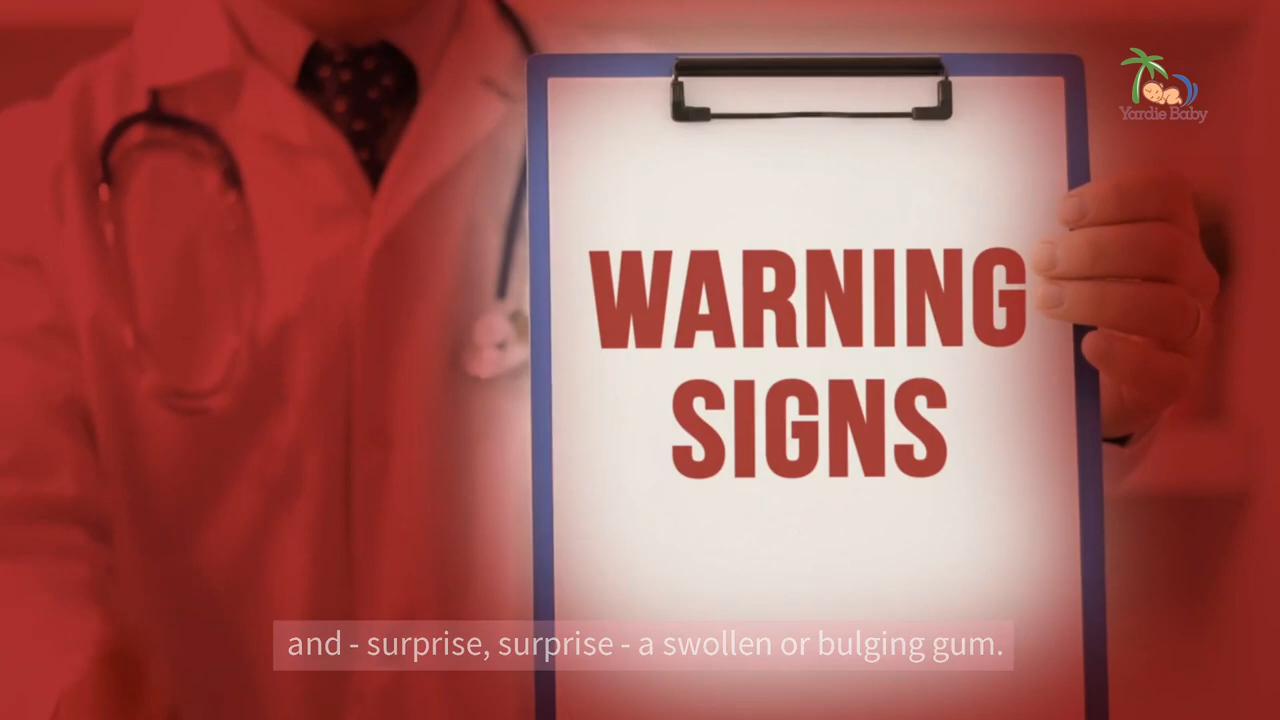 Yardie Baby
WARNING
SIGNS
and - surprise, surprise - a swollen or bulging gum.